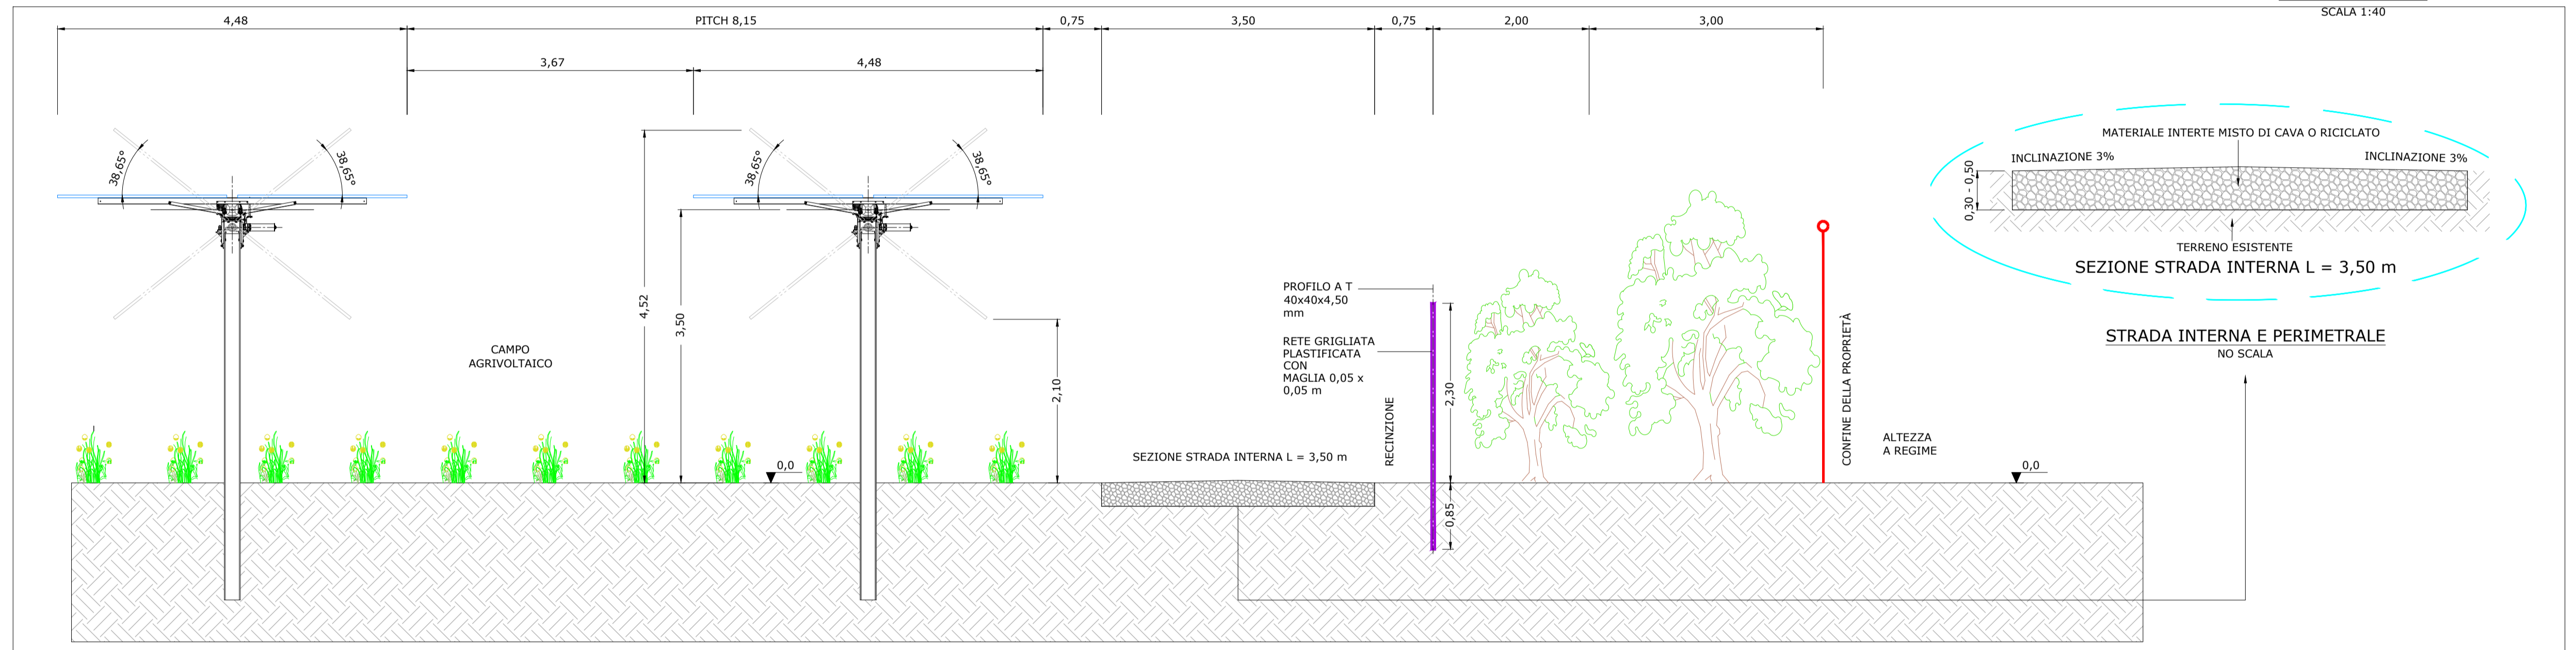 SCALA 1:40
4,48
PITCH 8,15
0,75
3,50
0,75
2,00
3,00
3,67
4,48
38,65°
38,65°
38,65°
38,65°
4,52
3,50
2,10
CAMPO
AGRIVOLTAICO
0,0
SEZIONE STRADA INTERNA L = 3,50 m
PROFILO A T
40x40x4,50
mm
RETE GRIGLIATA
PLASTIFICATA
CON
MAGLIA 0,05 x
0,05 m
RECINZIONE
2,30
0,85
CONFINE DELLA PROPRIETÀ
ALTEZZA
A REGIME
0,0
MATERIALE INTERTE MISTO DI CAVA O RICICLATO
INCLINAZIONE 3%
INCLINAZIONE 3%
0,30 - 0,50
TERRENO ESISTENTE
SEZIONE STRADA INTERNA L = 3,50 m
STRADA INTERNA E PERIMETRALE
NO SCALA